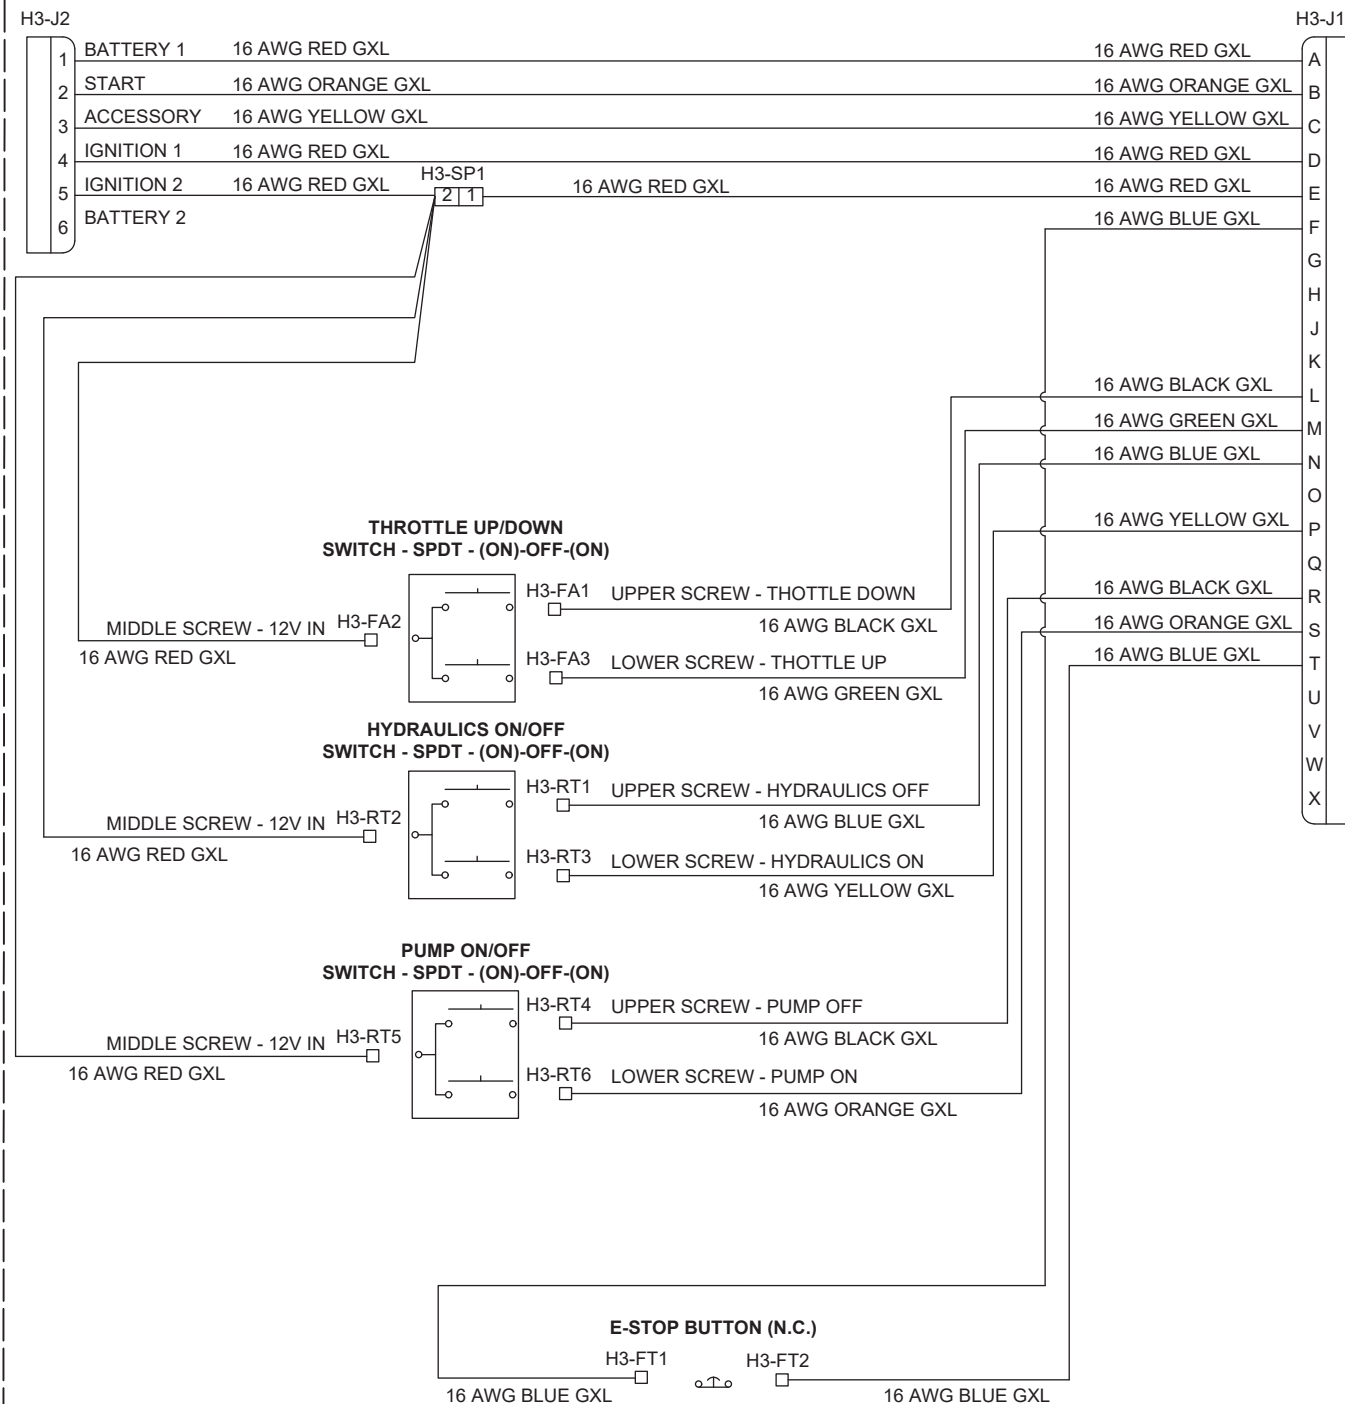 H3-J2
H3-J1
1 BATTERY 1 16 AWG RED GXL 16 AWG RED GXL A
2 START 16 AWG ORANGE GXL 16 AWG ORANGE GXL B
3 ACCESSORY 16 AWG YELLOW GXL 16 AWG YELLOW GXL C
4 IGNITION 1 16 AWG RED GXL 16 AWG RED GXL D
H3-SP1
5 IGNITION 2 16 AWG RED GXL 2 1 16 AWG RED GXL 16 AWG RED GXL E
6 BATTERY 2 16 AWG BLUE GXL F
G
H
J
K
16 AWG BLACK GXL L
16 AWG GREEN GXL M
16 AWG BLUE GXL N
O
16 AWG YELLOW GXL P
Q
16 AWG BLACK GXL R
16 AWG ORANGE GXL S
16 AWG BLUE GXL T
U
V
W
X
THROTTLE UP/DOWN
SWITCH - SPDT - (ON)-OFF-(ON)
H3-FA1 UPPER SCREW - THOTTLE DOWN
16 AWG BLACK GXL
MIDDLE SCREW - 12V IN H3-FA2
16 AWG RED GXL
H3-FA3 LOWER SCREW - THOTTLE UP
16 AWG GREEN GXL
HYDRAULICS ON/OFF
SWITCH - SPDT - (ON)-OFF-(ON)
H3-RT1 UPPER SCREW - HYDRAULICS OFF
16 AWG BLUE GXL
MIDDLE SCREW - 12V IN H3-RT2
16 AWG RED GXL
H3-RT3 LOWER SCREW - HYDRAULICS ON
16 AWG YELLOW GXL
PUMP ON/OFF
SWITCH - SPDT - (ON)-OFF-(ON)
H3-RT4 UPPER SCREW - PUMP OFF
16 AWG BLACK GXL
MIDDLE SCREW - 12V IN H3-RT5
16 AWG RED GXL
H3-RT6 LOWER SCREW - PUMP ON
16 AWG ORANGE GXL
E-STOP BUTTON (N.C.)
H3-FT1 H3-FT2
16 AWG BLUE GXL 16 AWG BLUE GXL